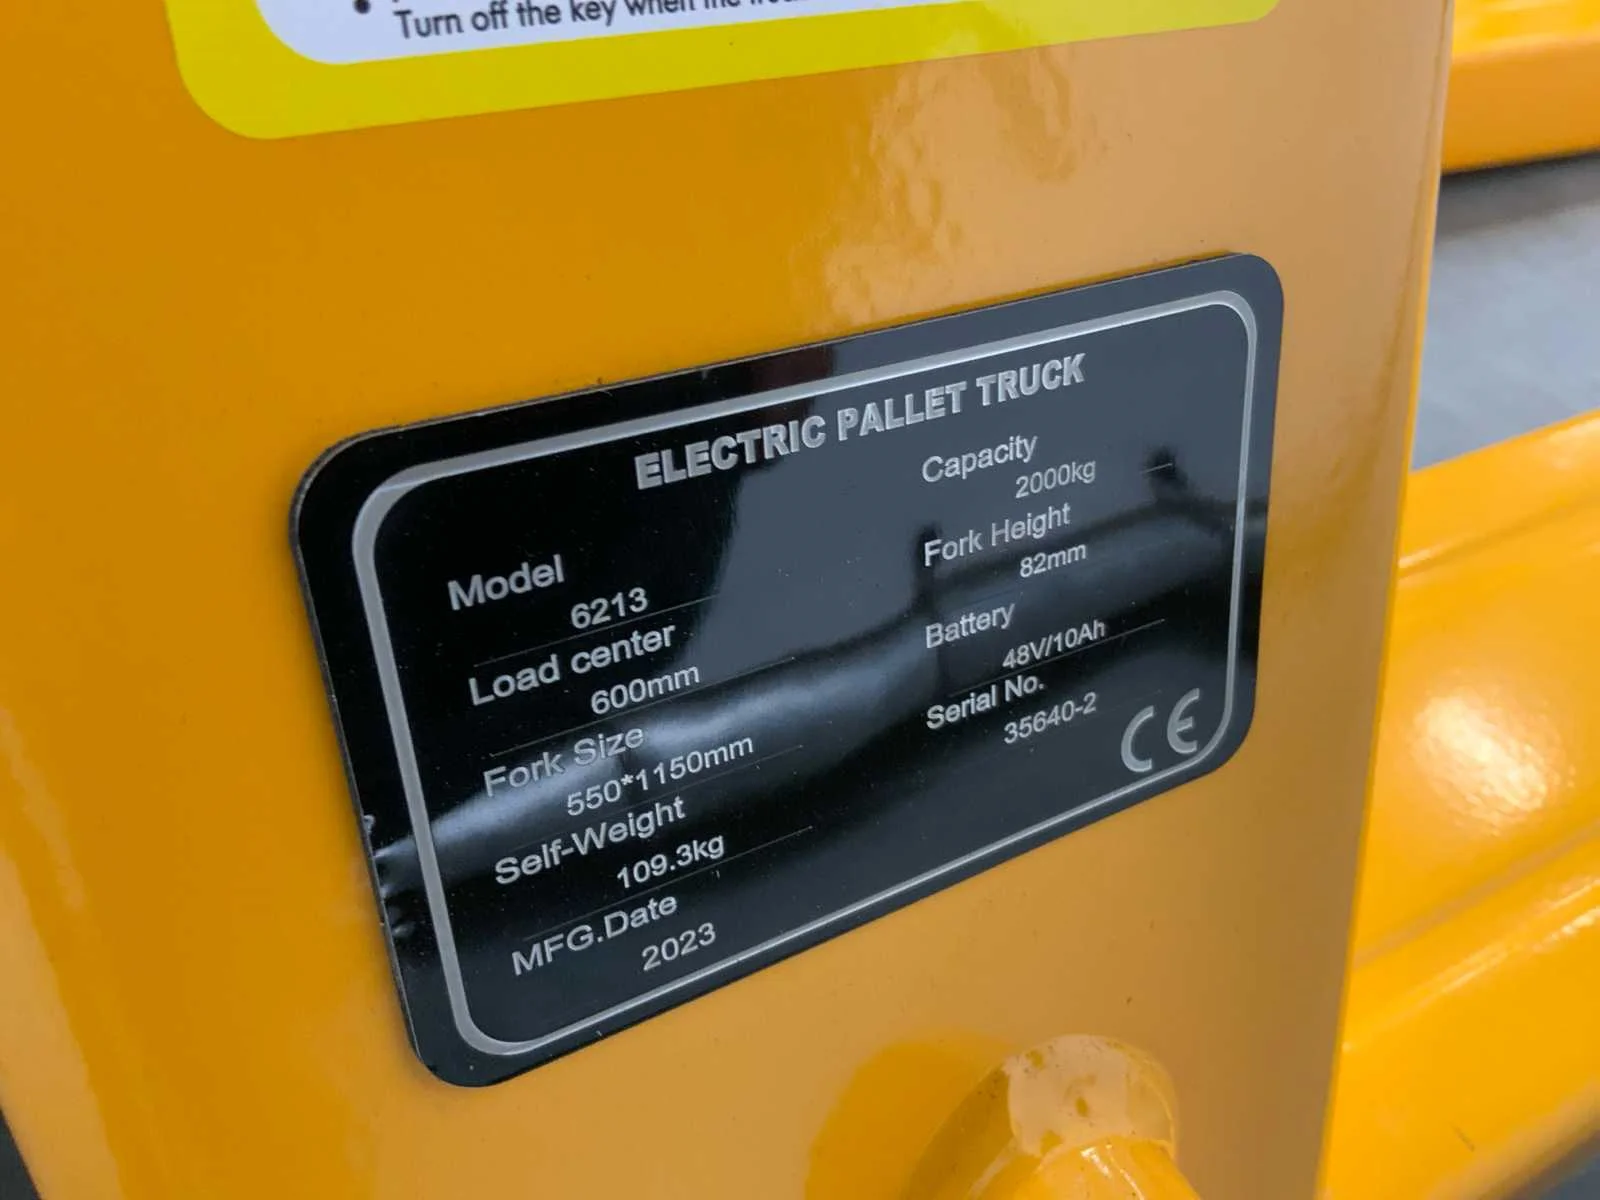 Turn off the key when the
ELECTRIC PALLET TRUCK
Model
6213
Load center
600mm
Fork Size
550*1150mm
Self-Weight
109.3kg
MFG.Date
2023
Capacity
2000kg
Fork Height
82mm
Battery
48V/10Ah
Serial No.
35640-2
CE